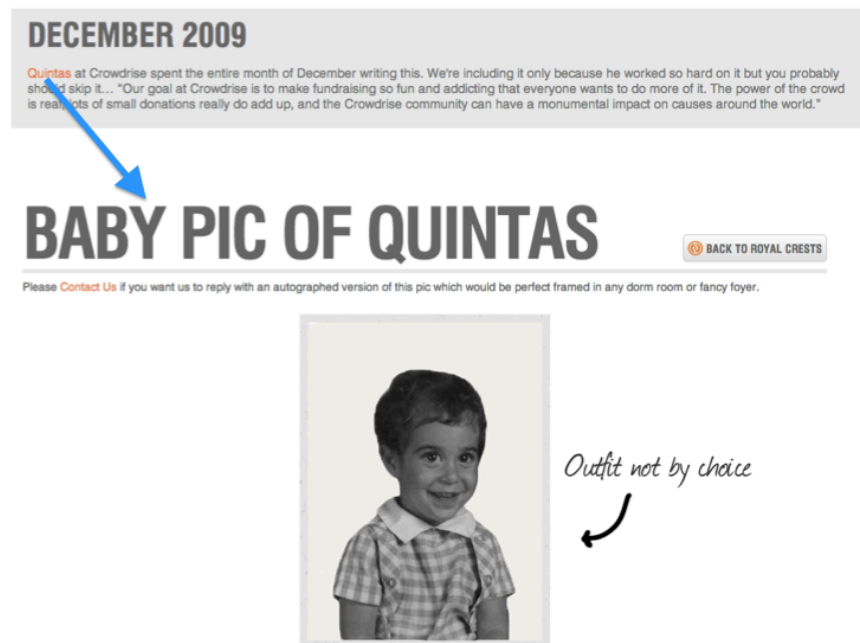 DECEMBER 2009
Quintas at Crowdrise spent the entire month of December writing this. We're including it only because he worked so hard on it but you probably
should skip it... "Our goal at Crowdrise is to make fundraising so fun and addicting that everyone wants to do more of it. The power of the crowd
is real, lots of small donations really do add up, and the Crowdrise community can have a monumental impact on causes around the world."
BABY PIC OF QUINTAS
BACK TO ROYAL CRESTS
Please Contact Us if you want us to reply with an autographed version of this pic which would be perfect framed in any dorm room or fancy foyer.
Outfit not by choice